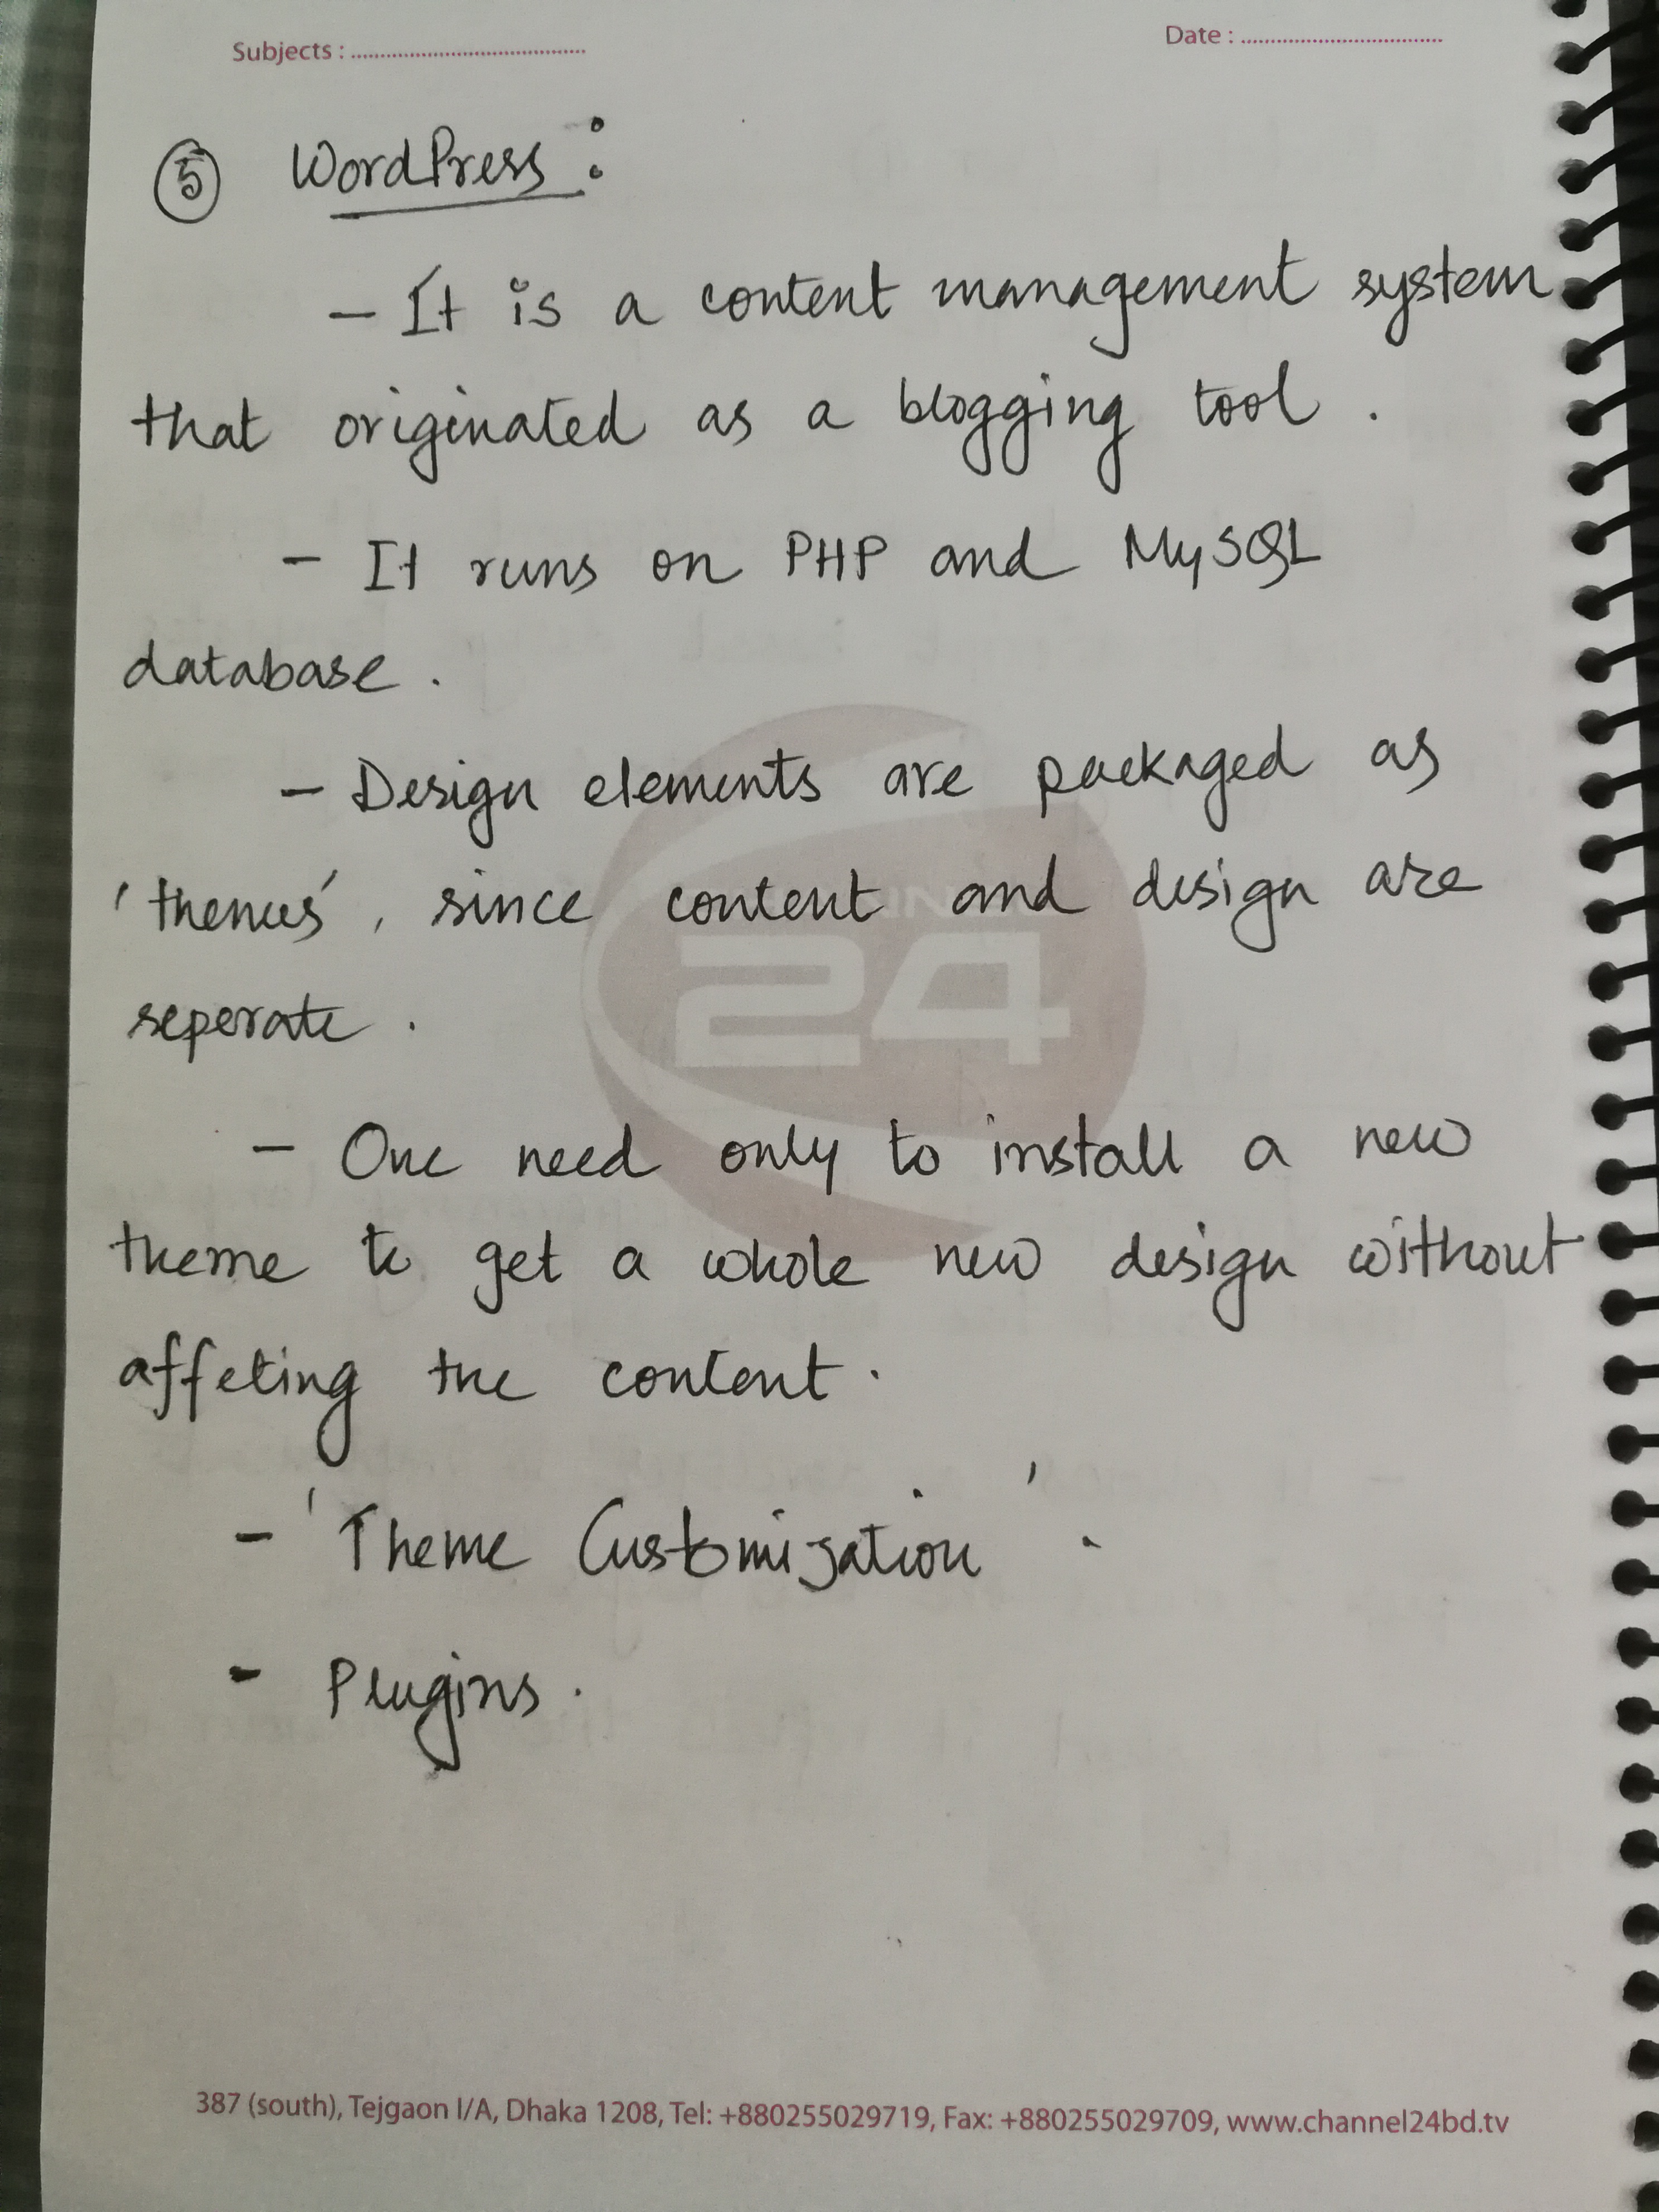 Subjects : ........................................
Date : ...................................
⑤ WordPress :
– It is a content management system
that originated as a blogging tool .
– It runs on PHP and MySQL
database .
– Design elements are packaged as
'themes' , since content and design are
seperate .
24
– One need only to install a new
theme to get a whole new design without
affeting the content .
– 'Theme Customization' .
- Plugins .
387 (south), Tejgaon I/A, Dhaka 1208, Tel: +880255029719, Fax: +880255029709, www.channel24bd.tv